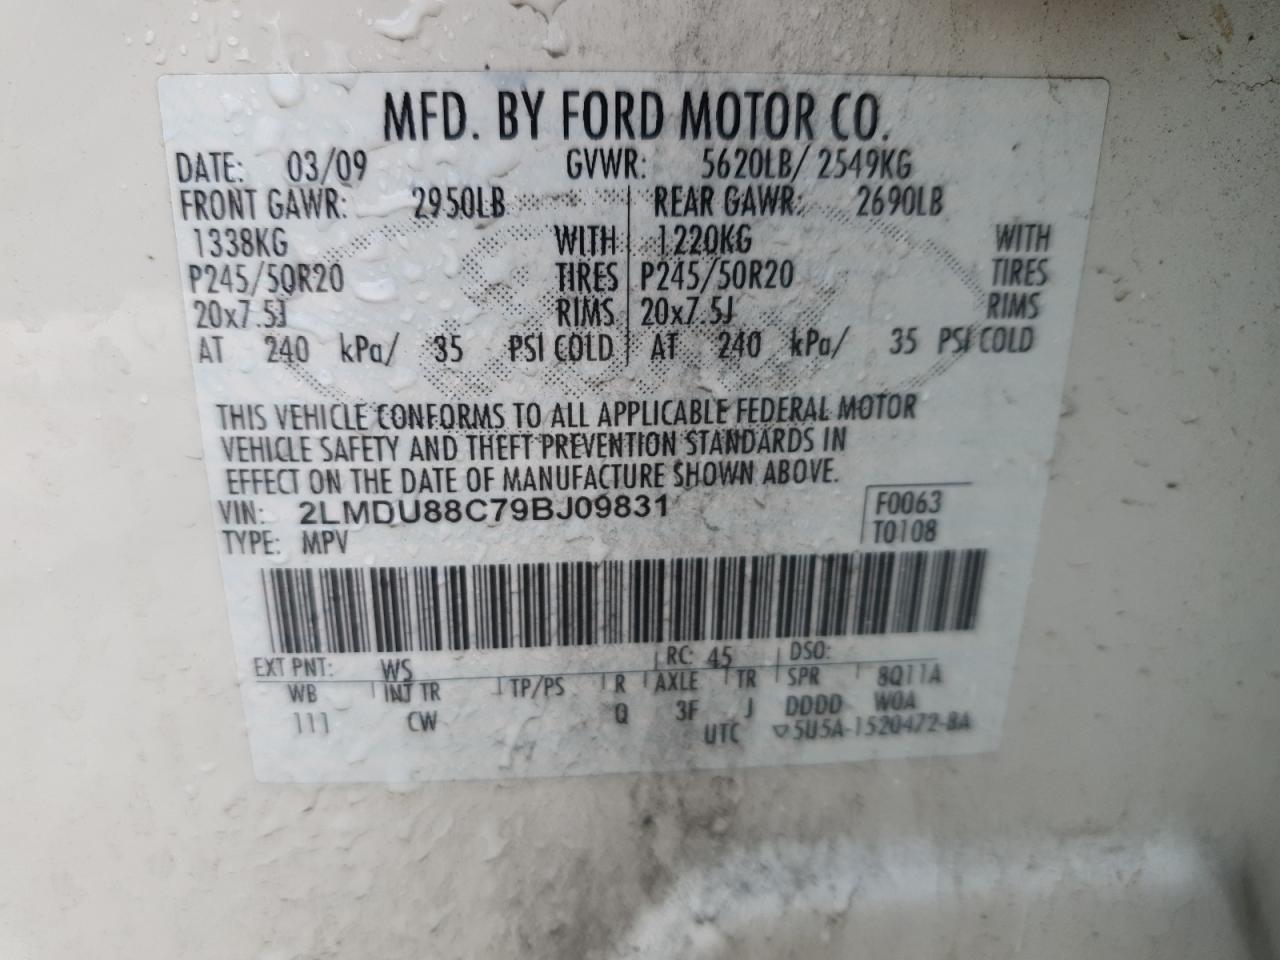 MFD. BY FORD MOTOR CO.
DATE: 03/09 GVWR: 5620LB/ 2549KG
FRONT GAWR: 2950LB REAR GAWR: 2690LB
1338KG WITH 1220KG WITH
P245/50R20 TIRES P245/50R20 TIRES
20x7.5J RIMS 20x7.5J RIMS
AT 240 kPa/ 35 PSI COLD AT 240 kPa/ 35 PSI COLD
THIS VEHICLE CONFORMS TO ALL APPLICABLE FEDERAL MOTOR
VEHICLE SAFETY AND THEFT PREVENTION STANDARDS IN
EFFECT ON THE DATE OF MANUFACTURE SHOWN ABOVE.
VIN: 2LMDU88C79BJ09831 F0063
TYPE: MPV T0108
EXT PNT: WS RC: 45 DSO:
WB INT TR TP/PS R AXLE TR SPR 8Q11A
111 CW Q 3F J DDDD W0A
UTC ▽5U5A-1520472-BA